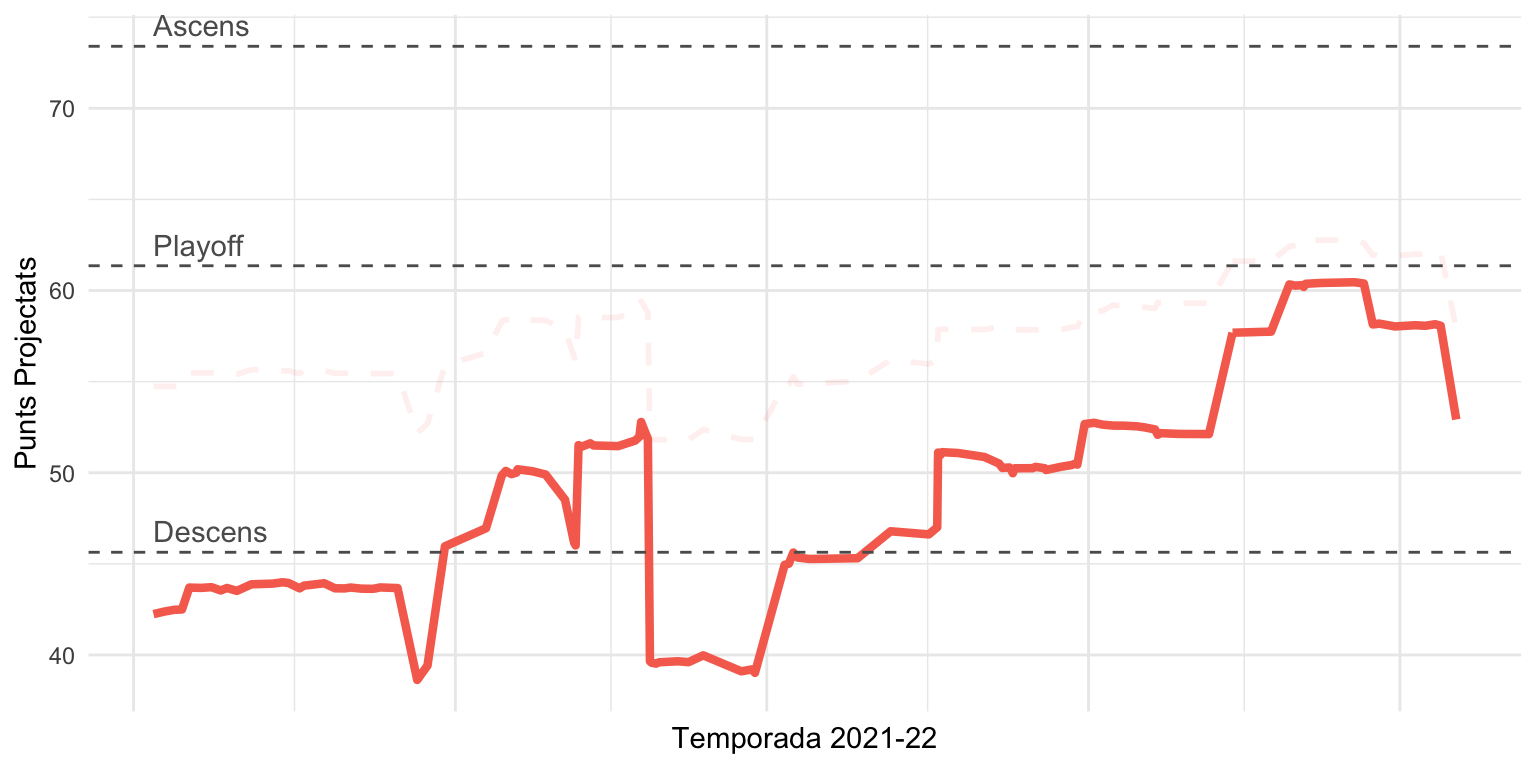 Ascens
70
Playoff
60
50
Descens
40
Punts Projectats
Temporada 2021-22